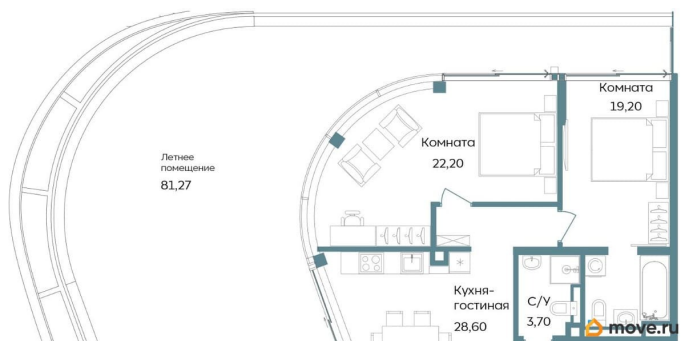 Летнее
помещение
81,27
Комната
22,20
Комната
19,20
Кухня-
гостиная
28,60
С/У
3,70
move.ru